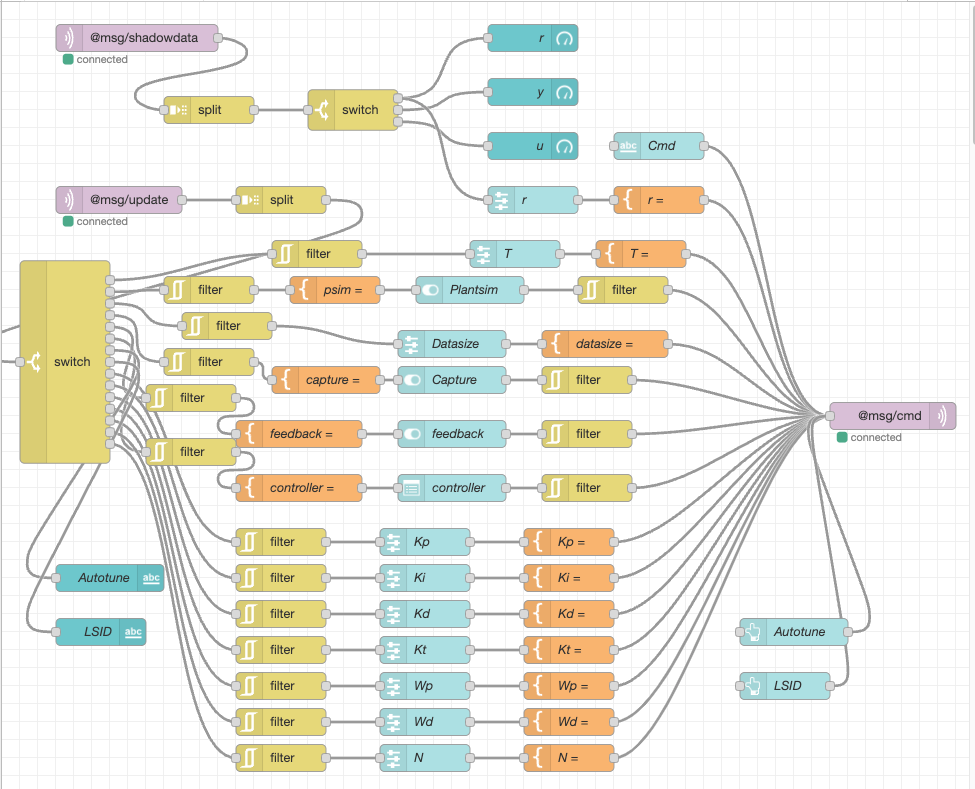 @msg/shadowdata
connected
r
split
switch
y
u
abc Cmd
@msg/update
connected
split
r
{ r =
filter
T
{ T =
filter
{ psim =
Plantsim
filter
filter
Datasize
{ datasize =
switch
filter
{ capture =
Capture
filter
filter
@msg/cmd
connected
{ feedback =
feedback
filter
filter
{ controller =
controller
filter
filter
Kp
{ Kp =
Autotune abc
filter
Ki
{ Ki =
filter
Kd
{ Kd =
LSID abc
Autotune
filter
Kt
{ Kt =
filter
Wp
{ Wp =
LSID
filter
Wd
{ Wd =
filter
N
{ N =